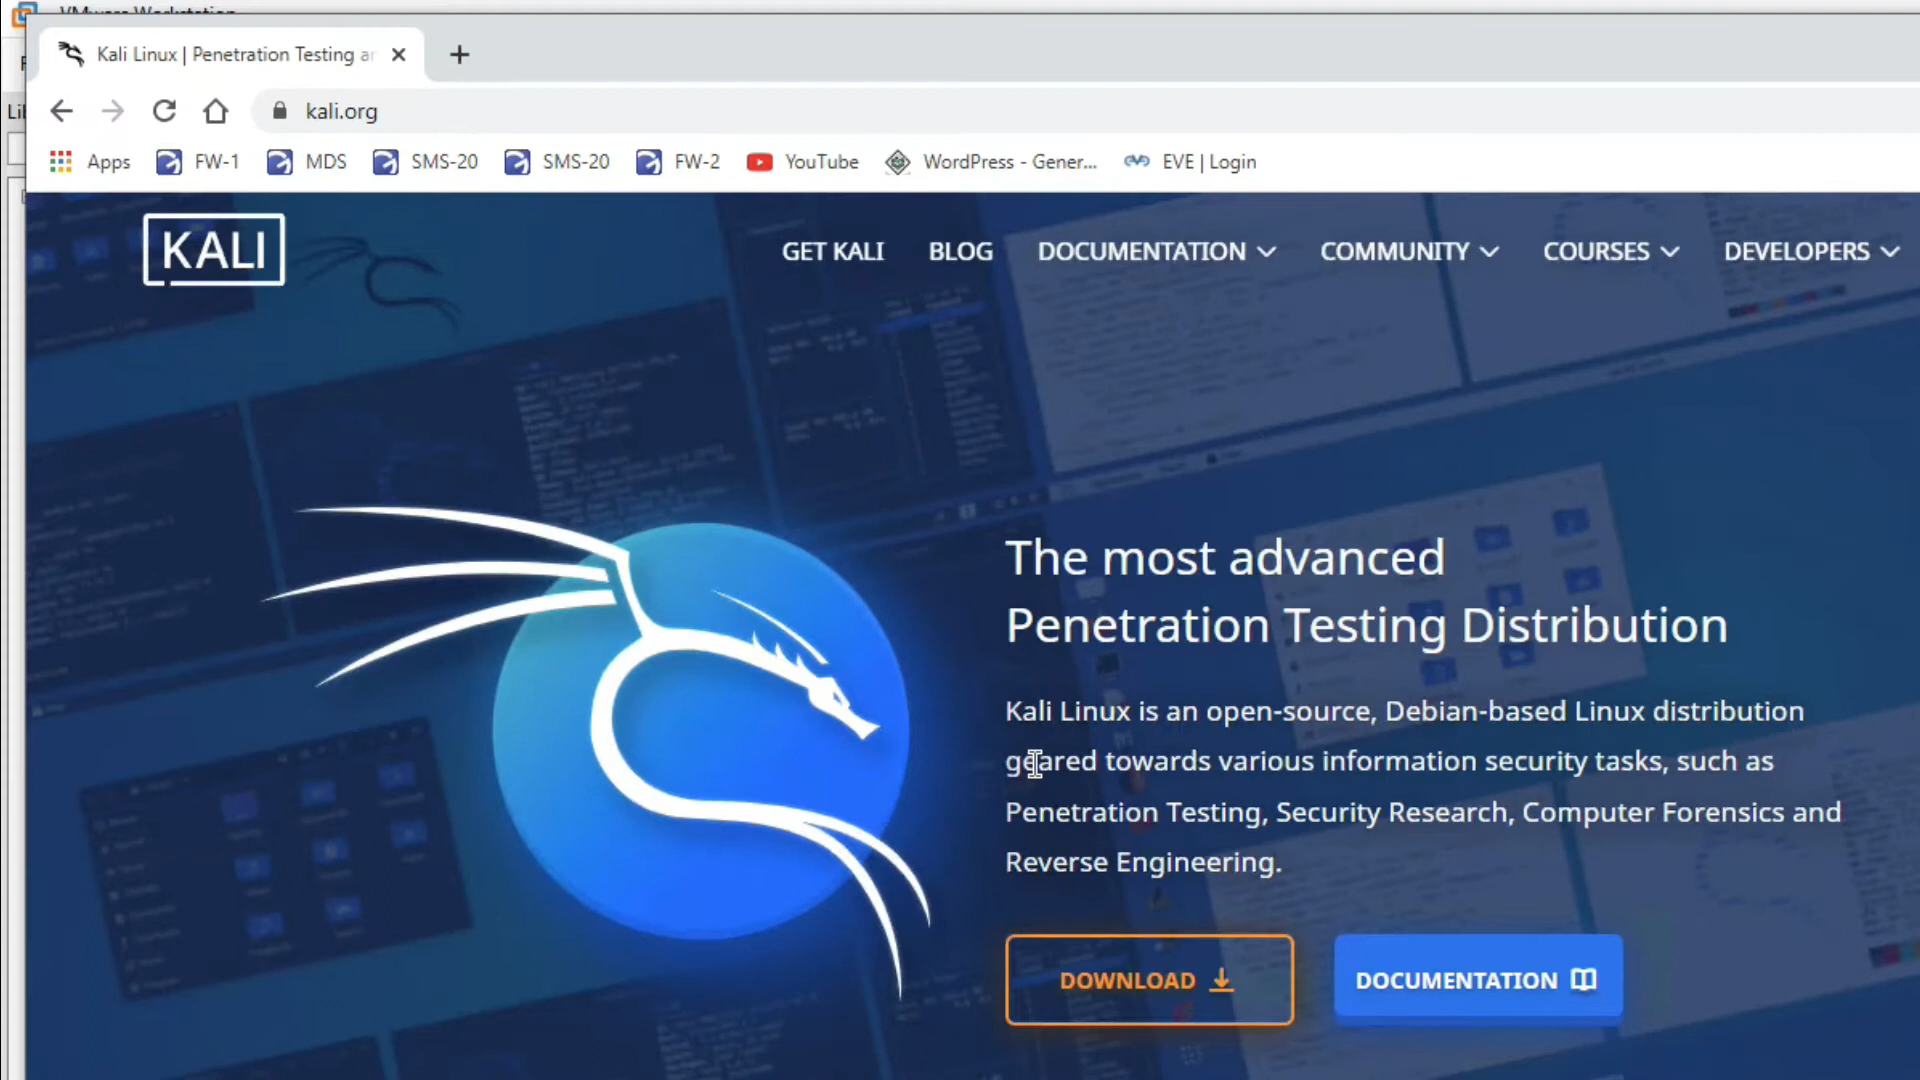 VMware Workstation
Kali Linux | Penetration Testing an
kali.org
Apps FW-1 MDS SMS-20 SMS-20 FW-2 YouTube WordPress - Gener... EVE | Login
KALI GET KALI BLOG DOCUMENTATION COMMUNITY COURSES DEVELOPERS
The most advanced
Penetration Testing Distribution
Kali Linux is an open-source, Debian-based Linux distribution
geared towards various information security tasks, such as
Penetration Testing, Security Research, Computer Forensics and
Reverse Engineering.
DOWNLOAD DOCUMENTATION